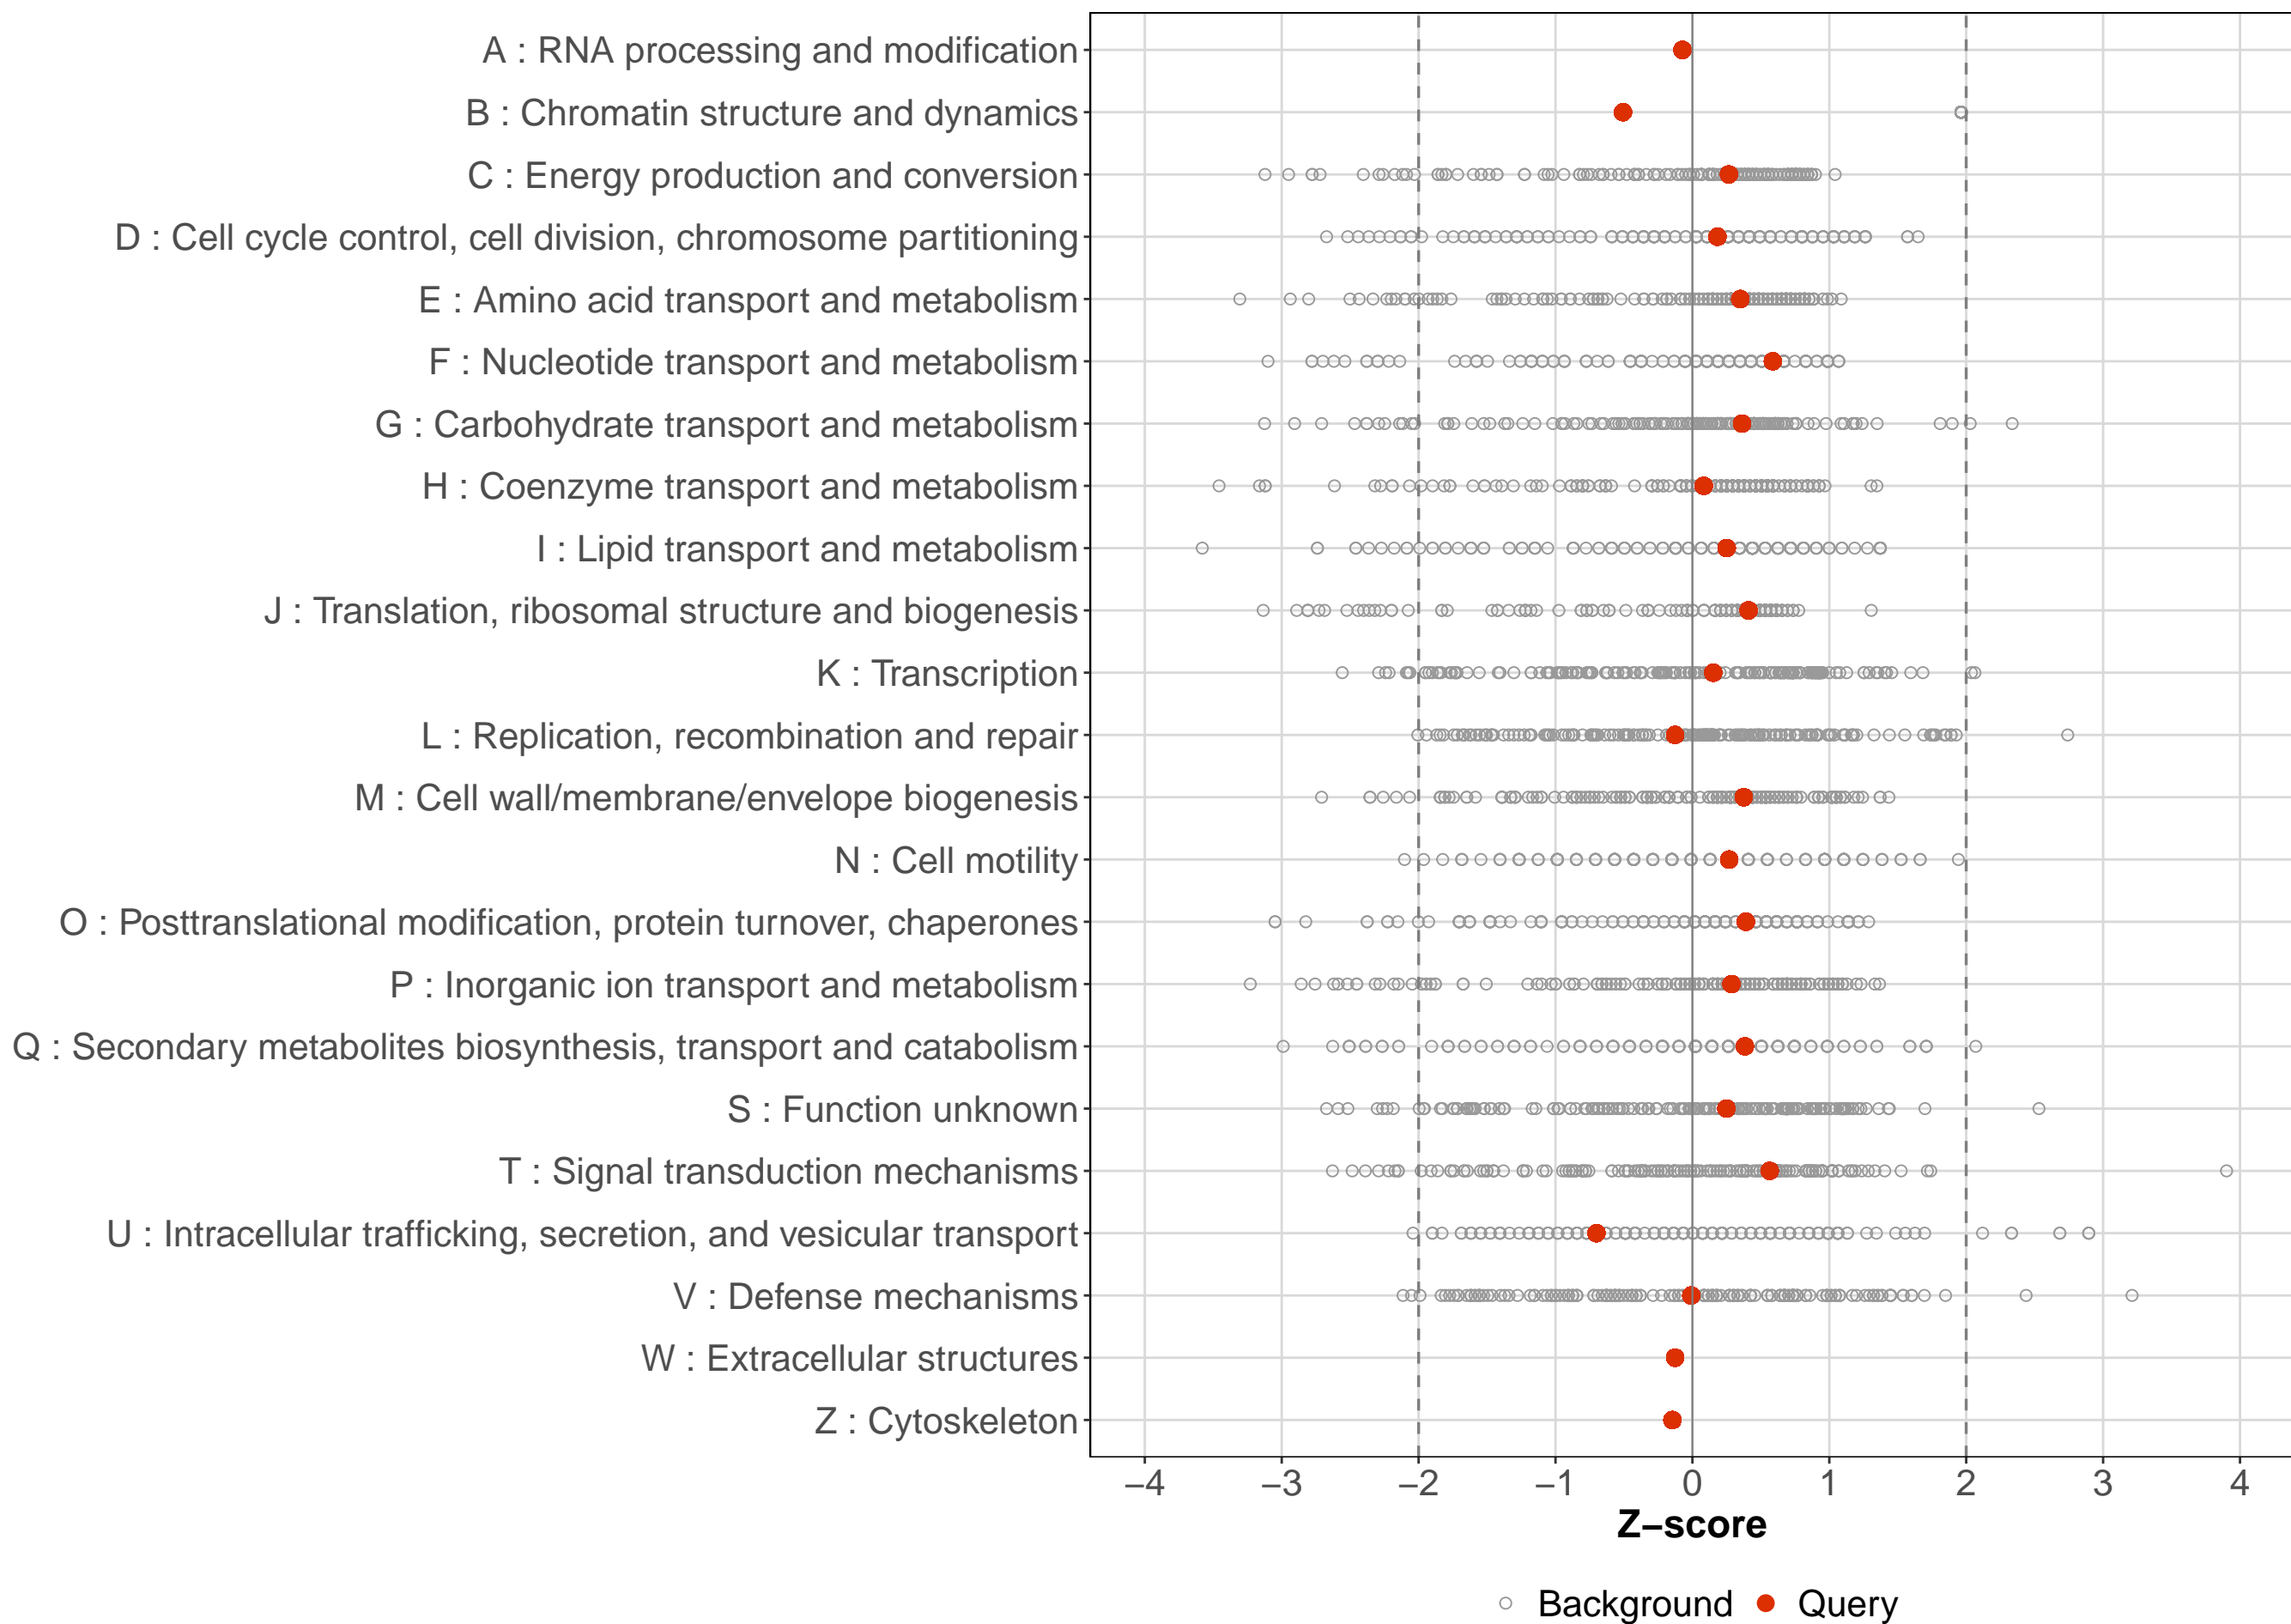 A : RNA processing and modification
B : Chromatin structure and dynamics
C : Energy production and conversion
D : Cell cycle control, cell division, chromosome partitioning
E : Amino acid transport and metabolism
F : Nucleotide transport and metabolism
G : Carbohydrate transport and metabolism
H : Coenzyme transport and metabolism
I : Lipid transport and metabolism
J : Translation, ribosomal structure and biogenesis
K : Transcription
L : Replication, recombination and repair
M : Cell wall/membrane/envelope biogenesis
N : Cell motility
O : Posttranslational modification, protein turnover, chaperones
P : Inorganic ion transport and metabolism
Q : Secondary metabolites biosynthesis, transport and catabolism
S : Function unknown
T : Signal transduction mechanisms
U : Intracellular trafficking, secretion, and vesicular transport
V : Defense mechanisms
W : Extracellular structures
Z : Cytoskeleton
−4 −3 −2 −1 0 1 2 3 4
Z−score
Background Query